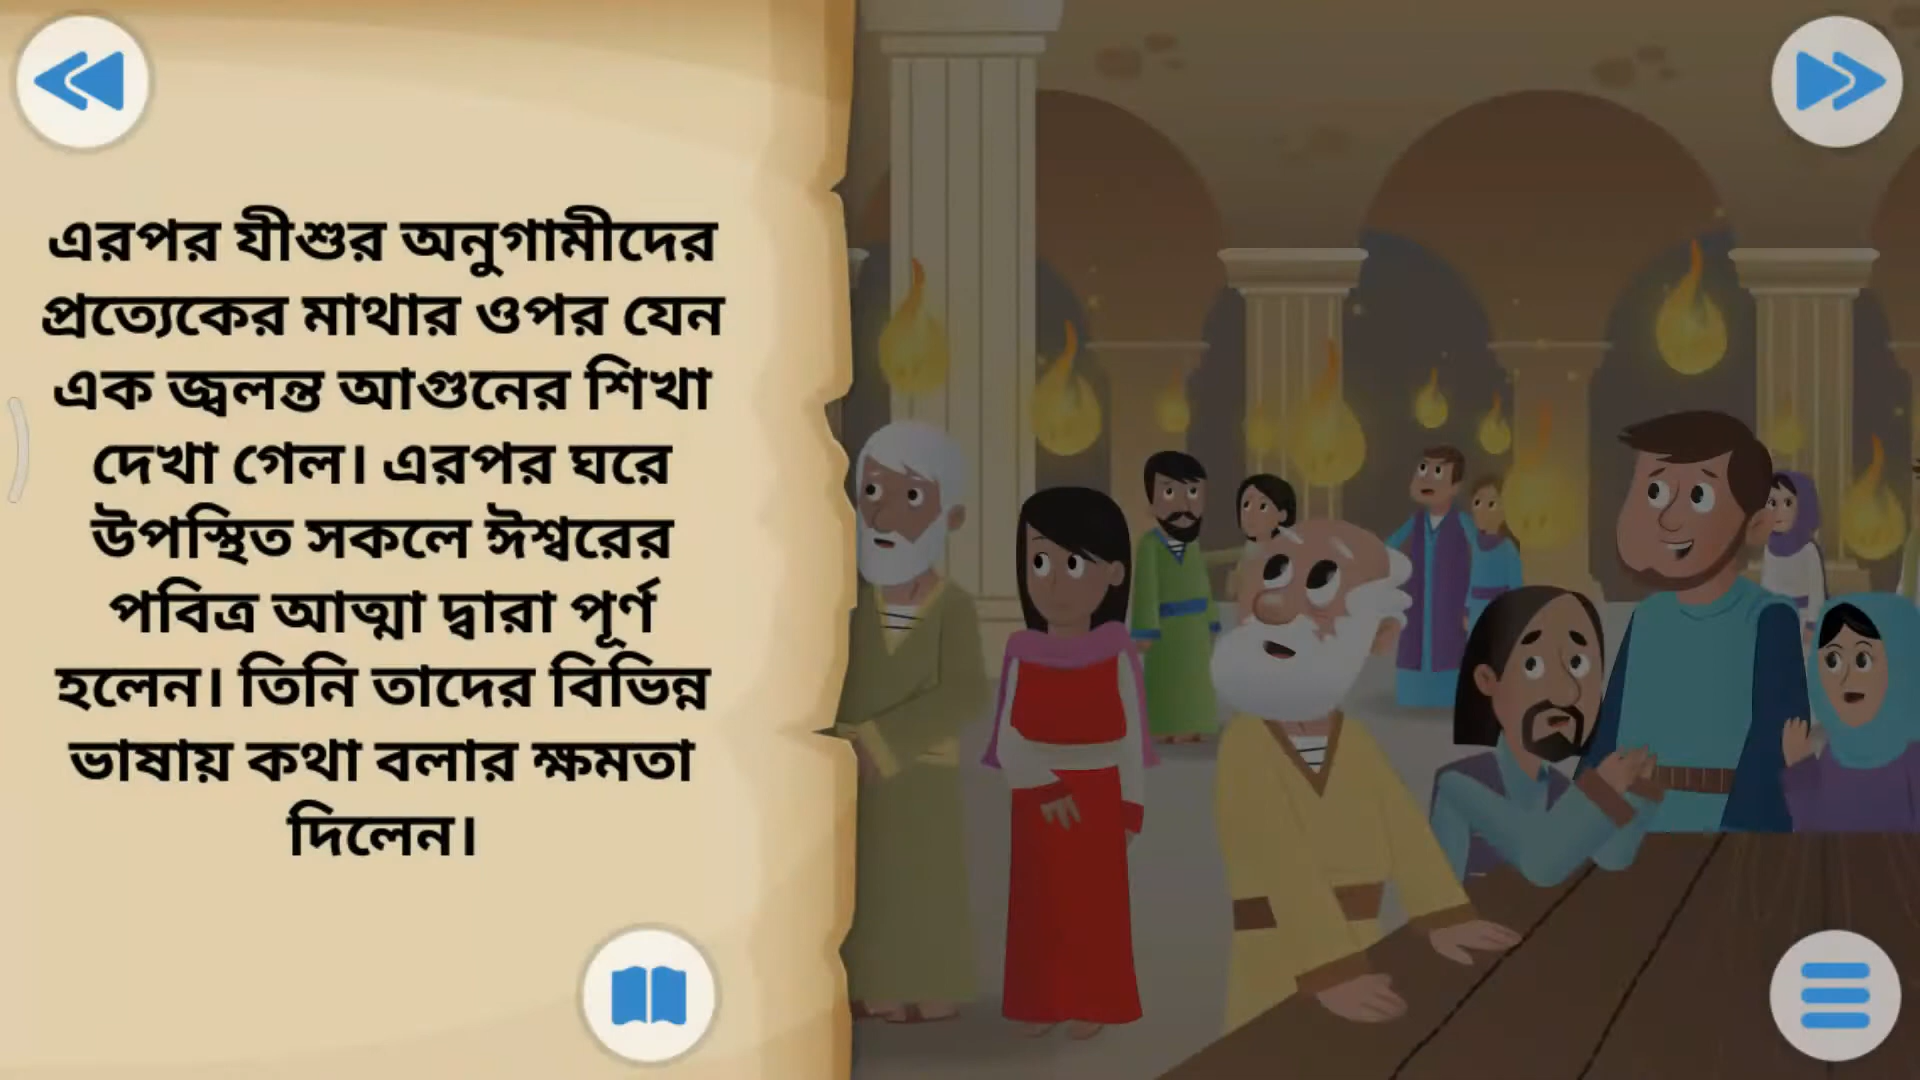 এরপর যীশুর অনুগামীদের
প্রত্যেকের মাথার ওপর যেন
এক জ্বলন্ত আগুনের শিখা
দেখা গেল। এরপর ঘরে
উপস্থিত সকলে ঈশ্বরের
পবিত্র আত্মা দ্বারা পূর্ণ
হলেন। তিনি তাদের বিভিন্ন
ভাষায় কথা বলার ক্ষমতা
দিলেন।